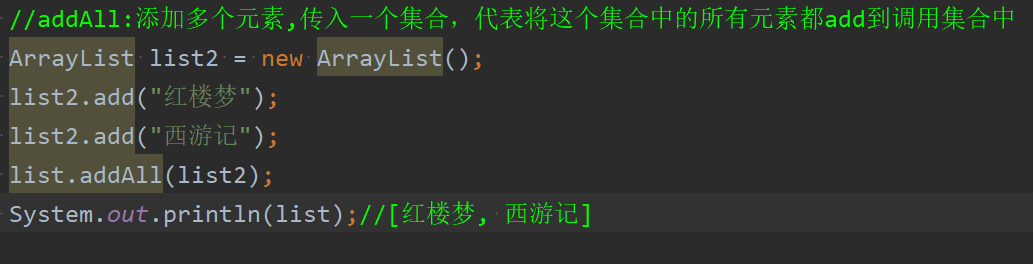 //addAll:添加多个元素,传入一个集合，代表将这个集合中的所有元素都add到调用集合中
ArrayList list2 = new ArrayList();
list2.add("红楼梦");
list2.add("西游记");
list.addAll(list2);
System.out.println(list);//[红楼梦, 西游记]